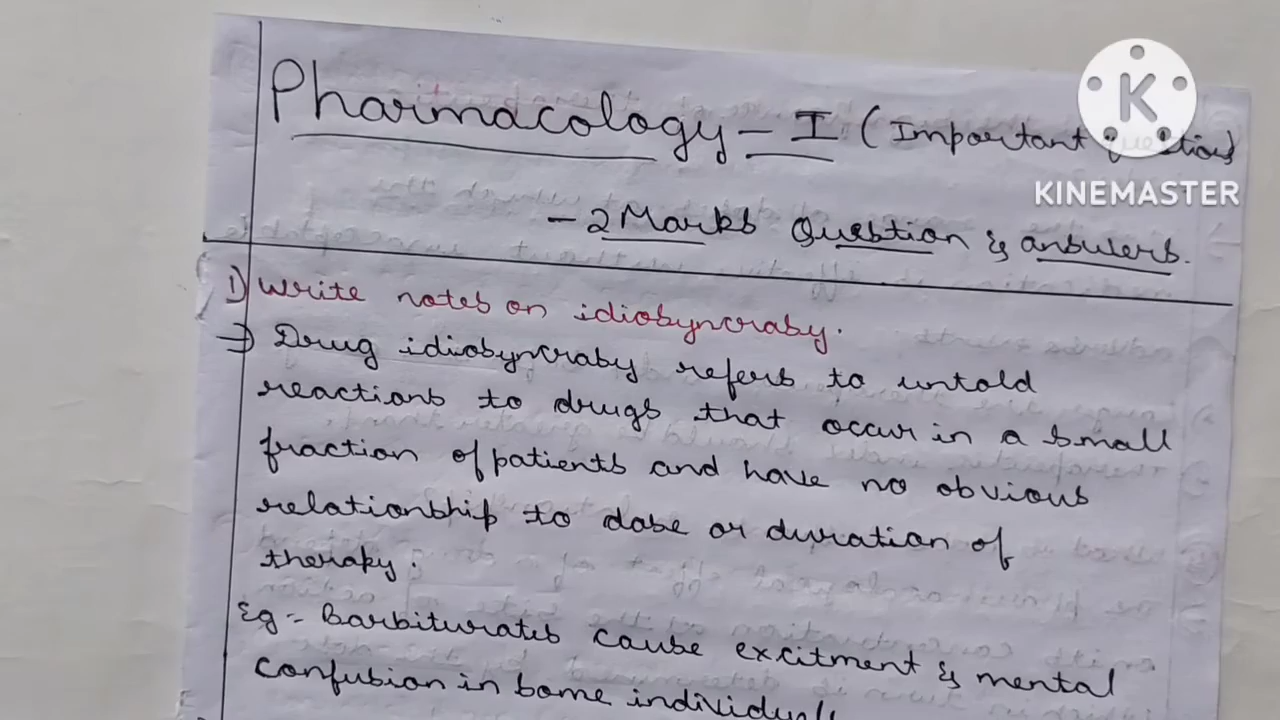 Pharmacology - I (Important
K
KINEMASTER
- 2 Marks Question & answers.
1) Write notes on idiosyncrasy.
→ Drug idiosyncrasy refers to untold
reactions to drugs that occur in a small
fraction of patients and have no obvious
relationship to dose or duration of
therapy.
Eg:- Barbiturates cause excitment & mental
confusion in some